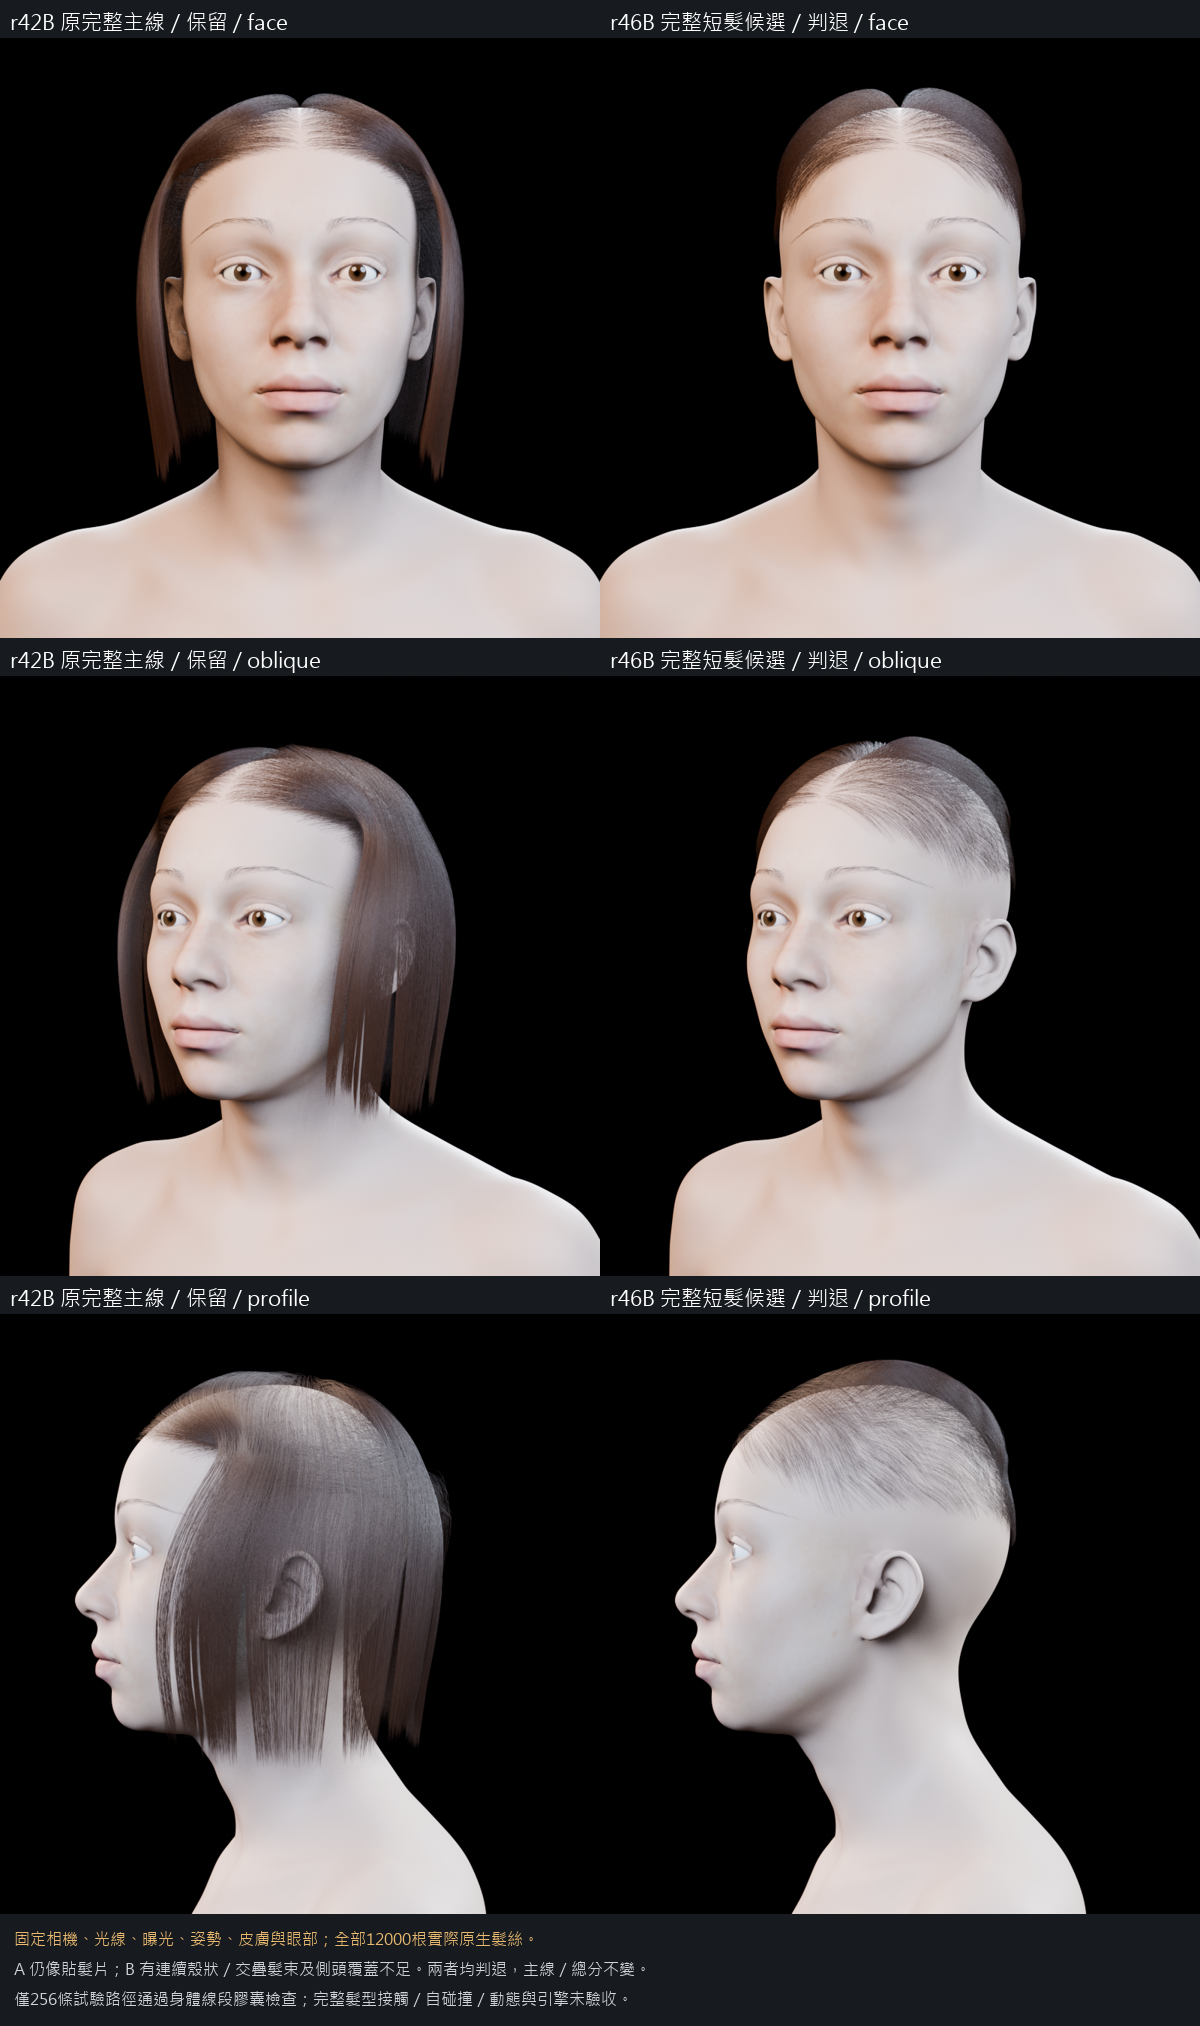 r42B 原完整主線 / 保留 / face
r46B 完整短髮候選 / 判退 / face
r42B 原完整主線 / 保留 / oblique
r46B 完整短髮候選 / 判退 / oblique
r42B 原完整主線 / 保留 / profile
r46B 完整短髮候選 / 判退 / profile
固定相機、光線、曝光、姿勢、皮膚與眼部；全部12000根實際原生髮絲。
A 仍像貼髮片；B 有連續殼狀 / 交疊髮束及側頭覆蓋不足。兩者均判退，主線 / 總分不變。
僅256條試驗路徑通過身體線段膠囊檢查；完整髮型接觸 / 自碰撞 / 動態與引擎未驗收。